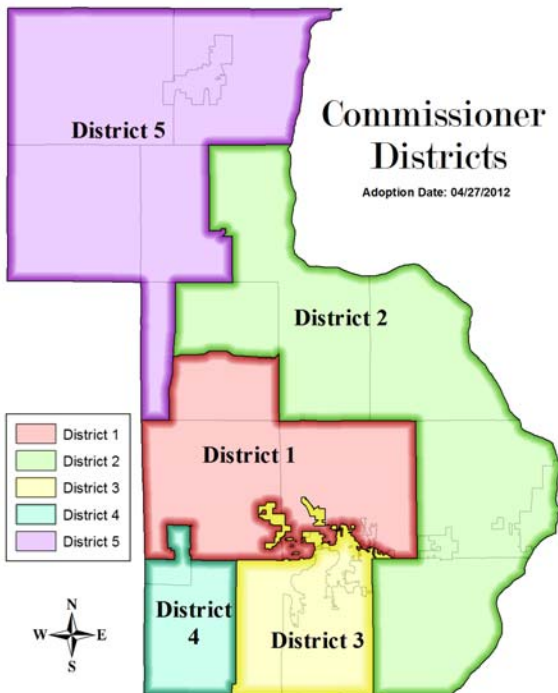 Commissioner
Districts
Adoption Date: 04/27/2012
District 5
District 2
District 1
District 1
District 2
District 3
District 4
District 5
District
4
District 3
N
W E
S